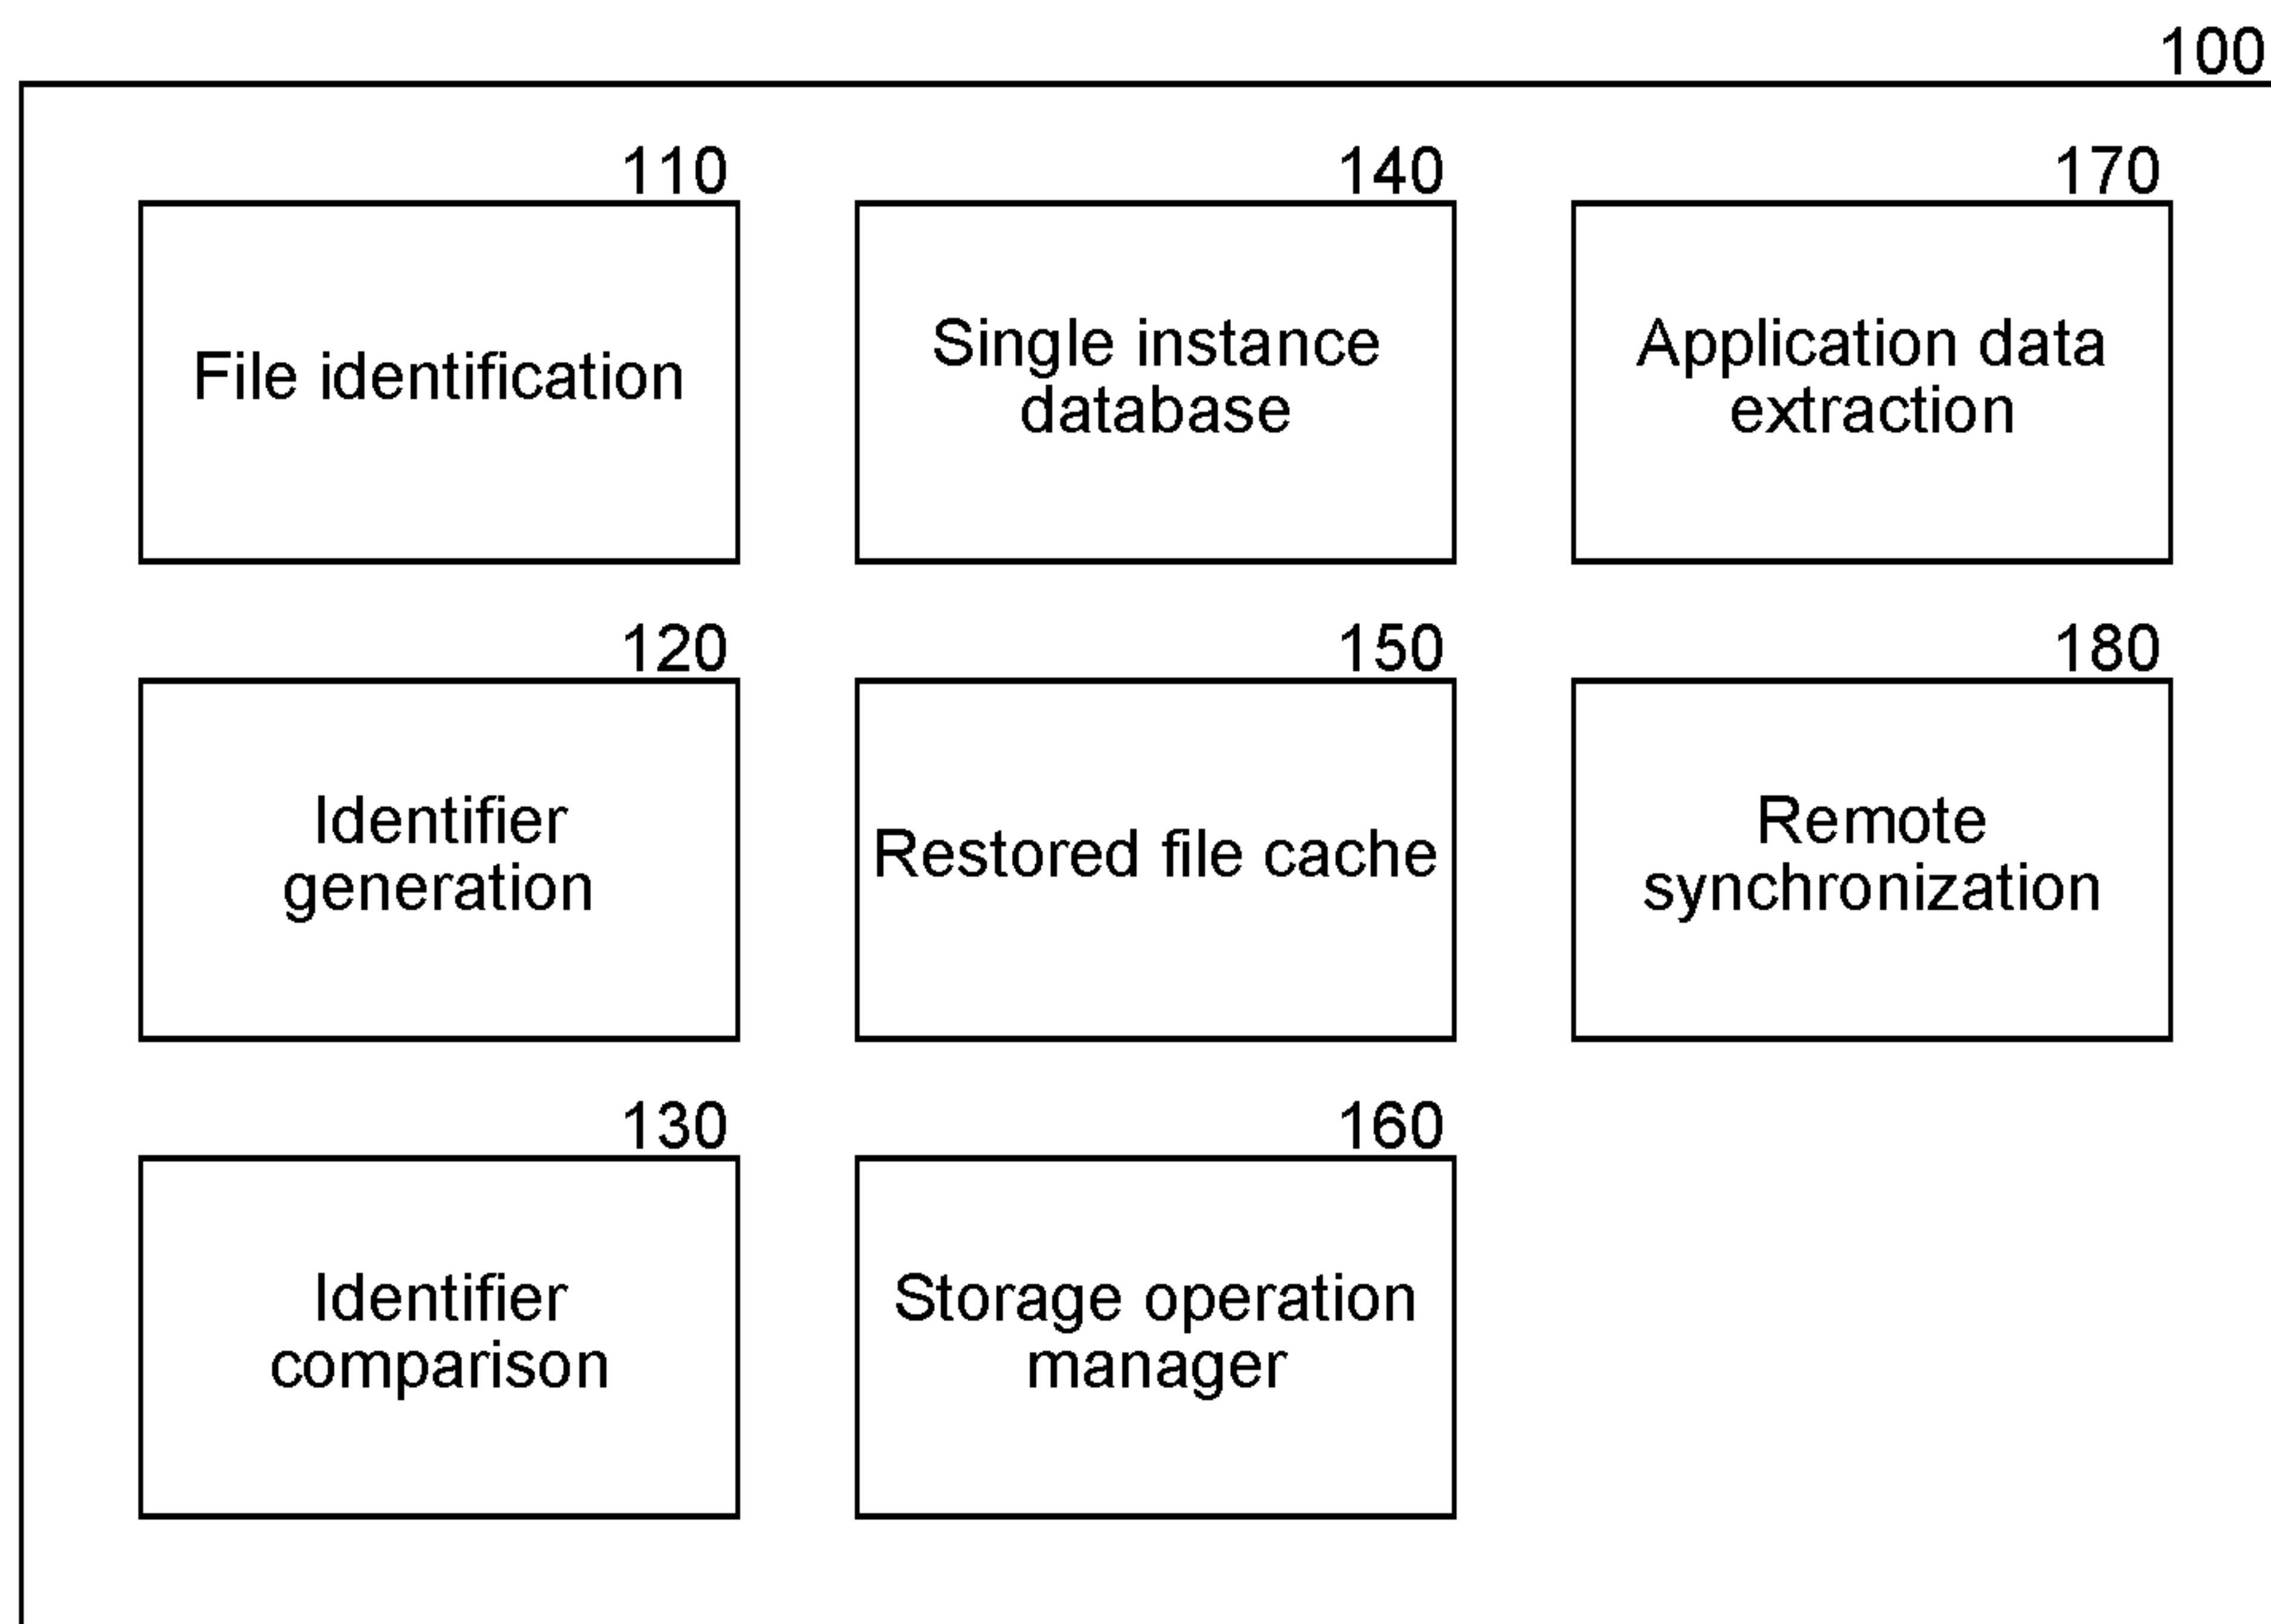 100
110
File identification
140
Single instance
database
170
Application data
extraction
120
Identifier
generation
150
Restored file cache
180
Remote
synchronization
130
Identifier
comparison
160
Storage operation
manager